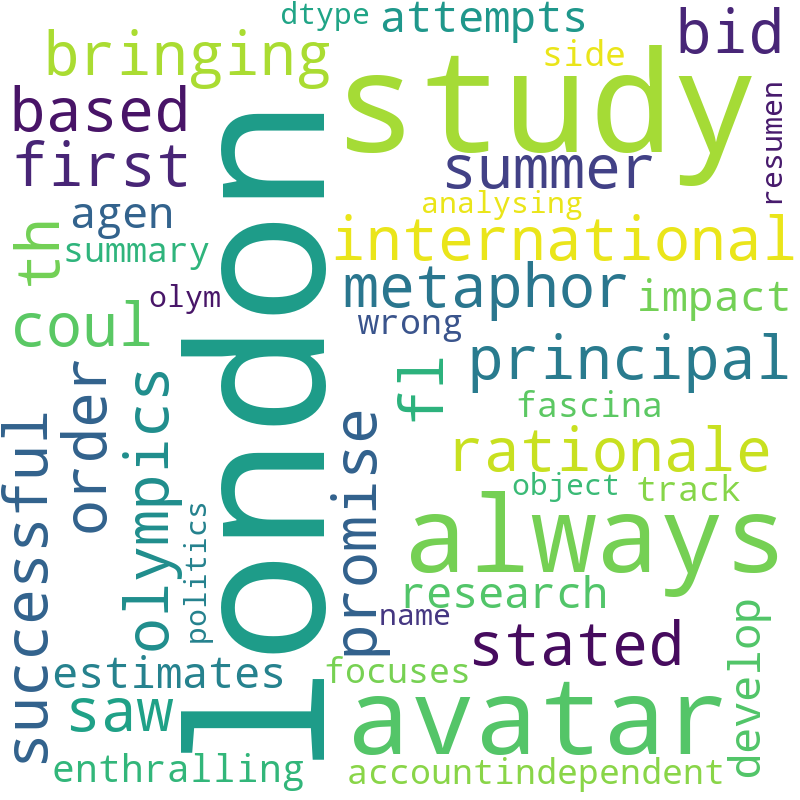 dtype
attempts
bid
bringing
side
study
based
resumen
first
summer
agen
analysing
th
summary
international
london
olym
metaphor
impact
coul
wrong
principal
fl
order
olympics
fascina
successful
promise
rationale
object
track
always
politics
research
name
stated
develop
estimates
focuses
saw
avatar
enthralling
accountindependent